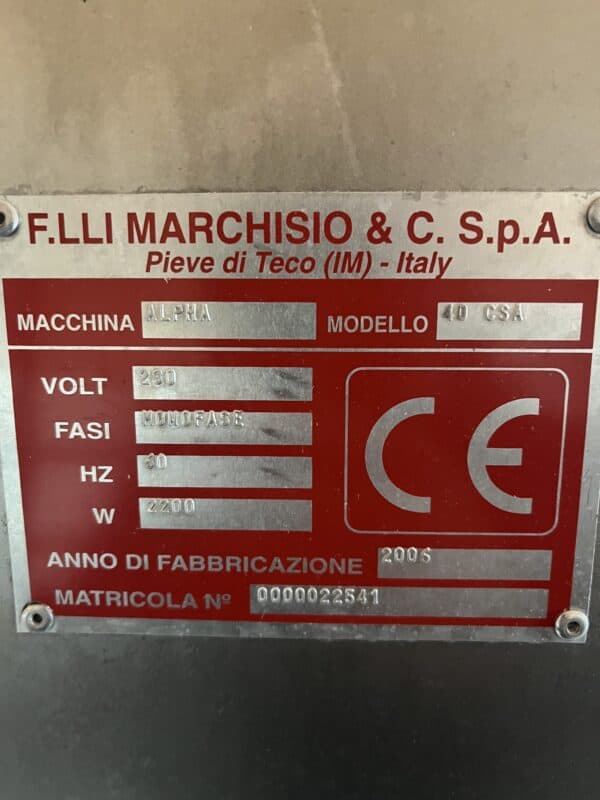 F.LLI MARCHISIO & C. S.p.A.
Pieve di Teco (IM) - Italy
MACCHINA ALPHA MODELLO 40 CSA
VOLT 230
FASI MONOFASE
HZ 60
W 2200
CE
ANNO DI FABBRICAZIONE 2006
MATRICOLA Nº 0000022541